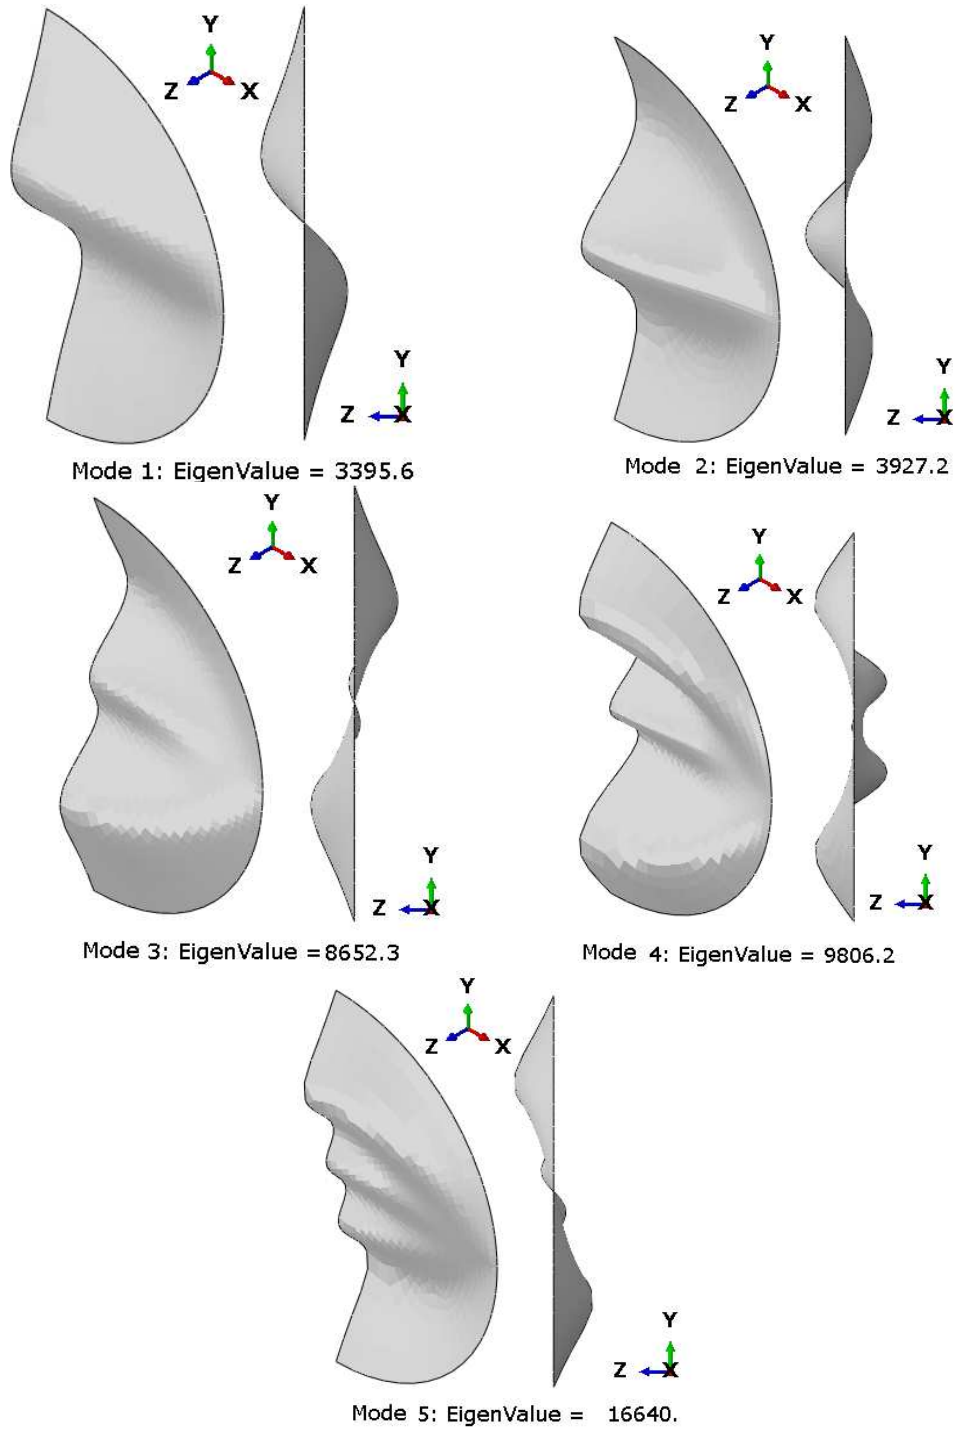 Y
Z X
Y
Z X
Y
Z X
Y
Z X
Mode 1: EigenValue = 3395.6
Mode 2: EigenValue = 3927.2
Y
Z X
Y
Z X
Y
Z X
Y
Z X
Mode 3: EigenValue =8652.3
Mode 4: EigenValue = 9806.2
Y
Z X
Y
Z X
Mode 5: EigenValue = 16640.